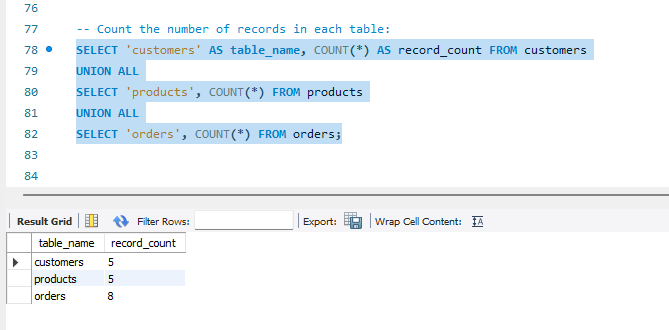 76
77 -- Count the number of records in each table:
78 SELECT 'customers' AS table_name, COUNT(*) AS record_count FROM customers
79 UNION ALL
80 SELECT 'products', COUNT(*) FROM products
81 UNION ALL
82 SELECT 'orders', COUNT(*) FROM orders;
83
84
Result Grid Filter Rows: Export: Wrap Cell Content: IA
table_name record_count
customers 5
products 5
orders 8